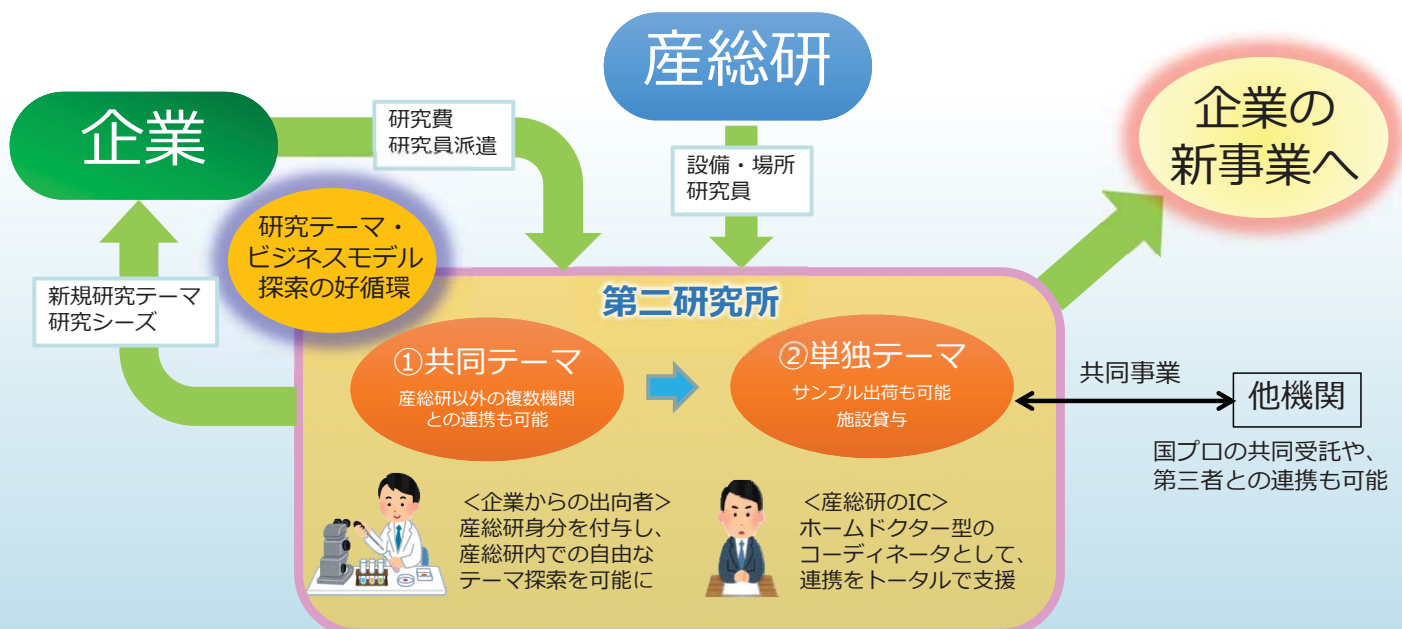 産総研
企業
研究費
研究員派遣
設備・場所
研究員
企業の
新事業へ
研究テーマ・
ビジネスモデル
探索の好循環
新規研究テーマ
研究シーズ
第二研究所
①共同テーマ
産総研以外の複数機関
との連携も可能
②単独テーマ
サンプル出荷も可能
施設貸与
共同事業
他機関
国プロの共同受託や、
第三者との連携も可能
＜企業からの出向者＞
産総研身分を付与し、
産総研内での自由な
テーマ探索を可能に
＜産総研のIC＞
ホームドクター型の
コーディネータとして、
連携をトータルで支援